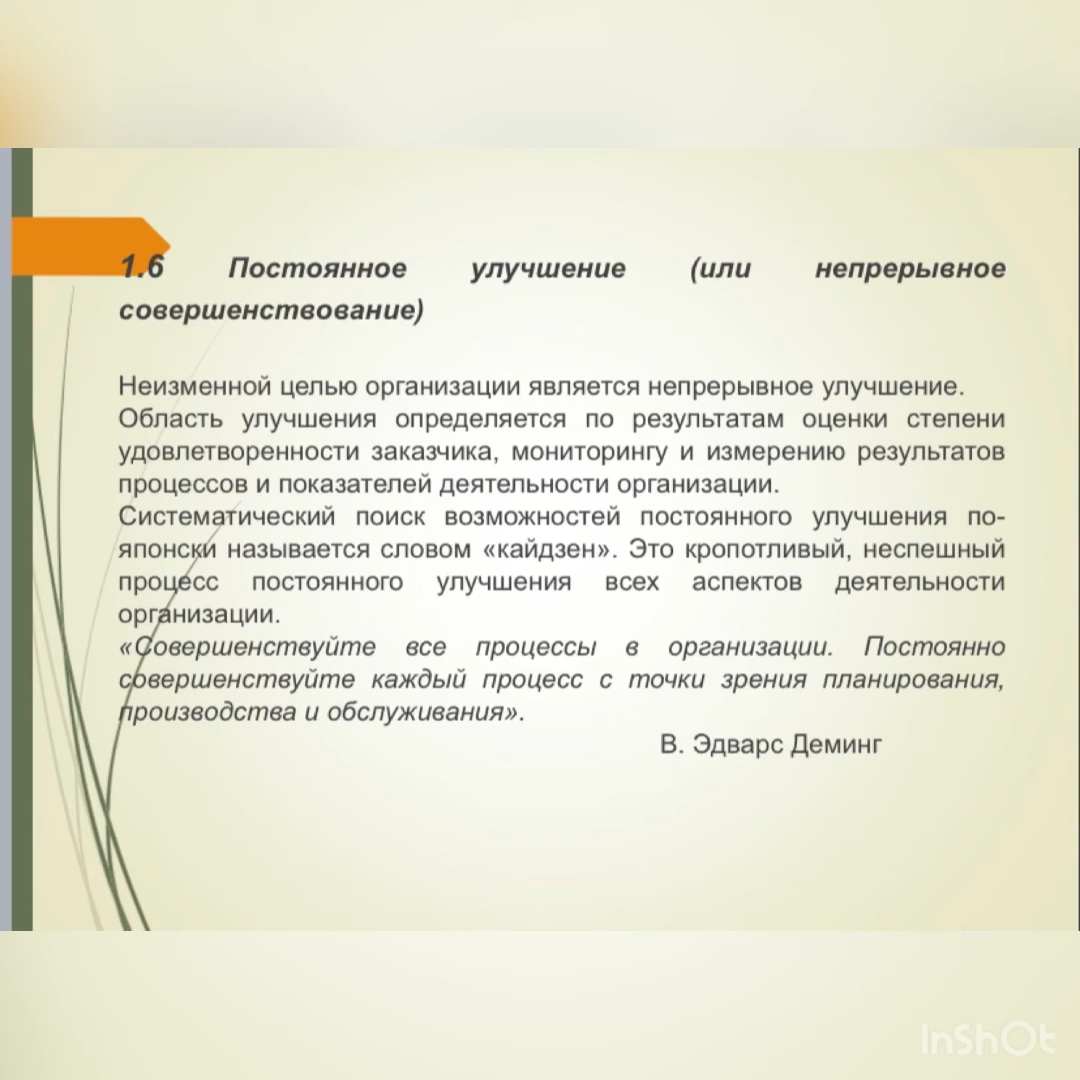 1.6 Постоянное улучшение (или непрерывное
совершенствование)
Неизменной целью организации является непрерывное улучшение.
Область улучшения определяется по результатам оценки степени
удовлетворенности заказчика, мониторингу и измерению результатов
процессов и показателей деятельности организации.
Систематический поиск возможностей постоянного улучшения по-
японски называется словом «кайдзен». Это кропотливый, неспешный
процесс постоянного улучшения всех аспектов деятельности
организации.
«Совершенствуйте все процессы в организации. Постоянно
совершенствуйте каждый процесс с точки зрения планирования,
производства и обслуживания».
В. Эдварс Деминг
InShOt